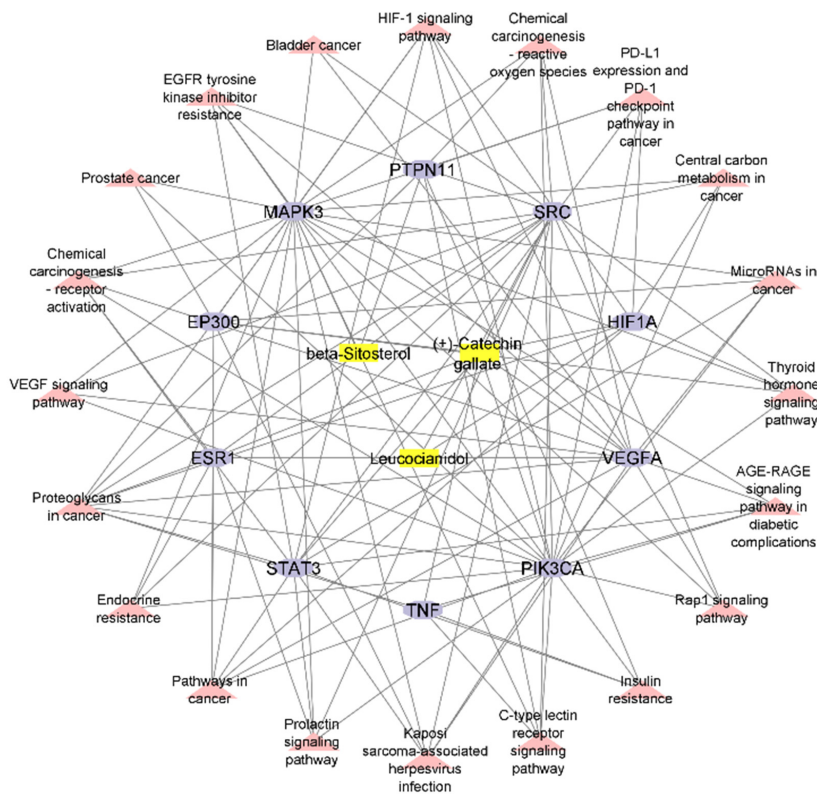 HIF-1 signaling
pathway
Chemical
carcinogenesis
- reactive
oxygen species
Bladder cancer
PD-L1
expression and
PD-1
checkpoint
pathway in
cancer
EGFR tyrosine
kinase inhibitor
resistance
Prostate cancer
PTPN11
Central carbon
metabolism in
cancer
MAPK3
SRC
Chemical
carcinogenesis
- receptor
activation
MicroRNAs in
cancer
EP300
HIF1A
beta-Sitosterol
(+)-Catechin
gallate
VEGF signaling
pathway
Thyroid
hormone
signaling
pathway
ESR1
Leucocianidol
VEGFA
Proteoglycans
in cancer
AGE-RAGE
signaling
pathway in
diabetic
complications
STAT3
PIK3CA
TNF
Endocrine
resistance
Rap1 signaling
pathway
Pathways in
cancer
Insulin
resistance
Prolactin
signaling
pathway
Kaposi
sarcoma-associated
herpesvirus
infection
C-type lectin
receptor
signaling
pathway